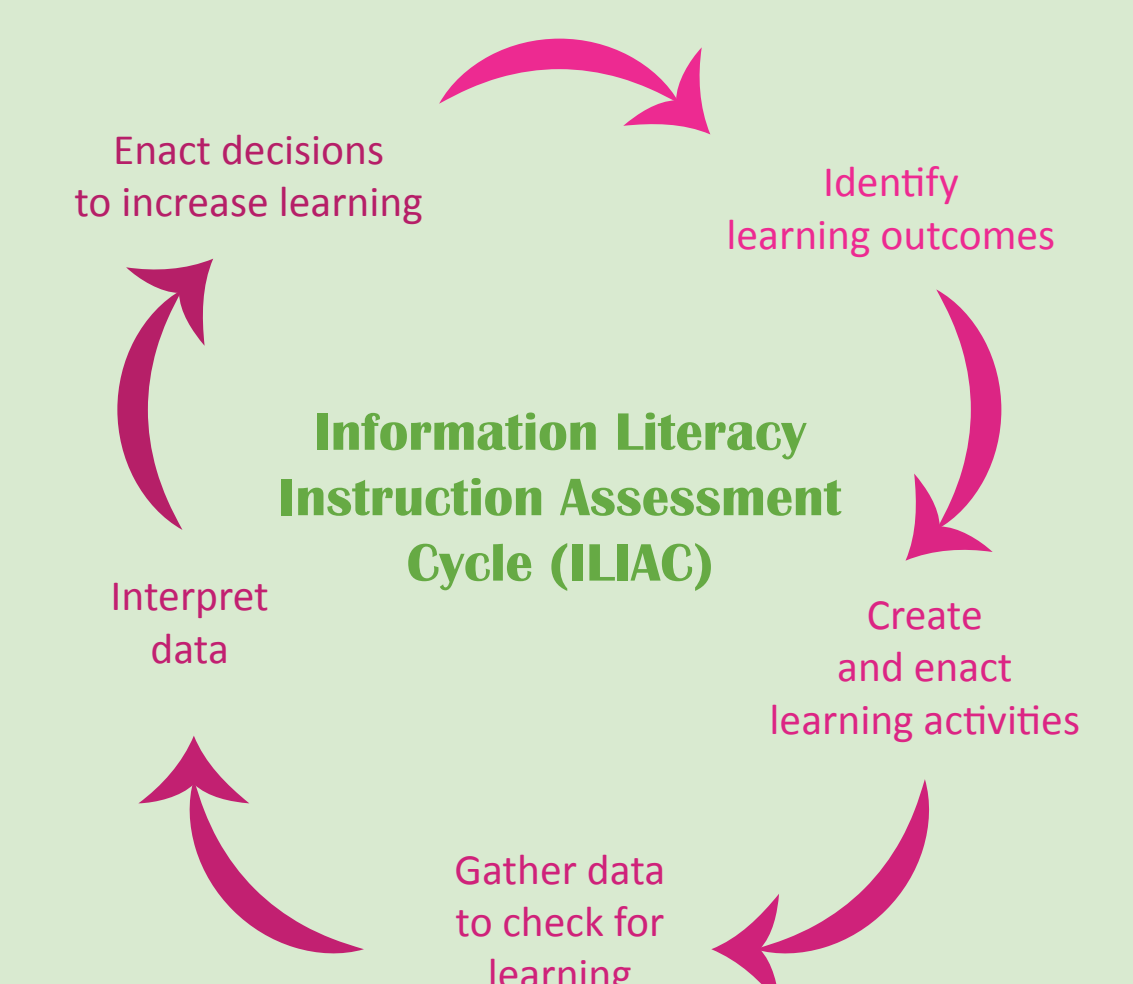 Enact decisions
to increase learning
Identify
learning outcomes
Information Literacy
Instruction Assessment
Cycle (ILIAC)
Interpret
data
Create
and enact
learning activities
Gather data
to check for
learning